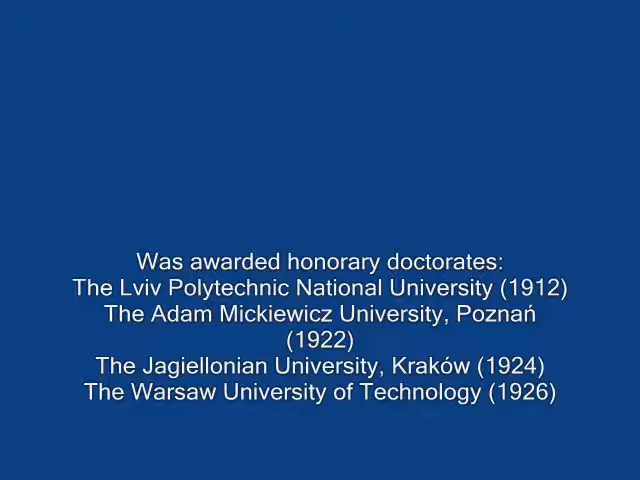 Was awarded honorary doctorates:
The Lviv Polytechnic National University (1912)
The Adam Mickiewicz University, Poznań
(1922)
The Jagiellonian University, Kraków (1924)
The Warsaw University of Technology (1926)